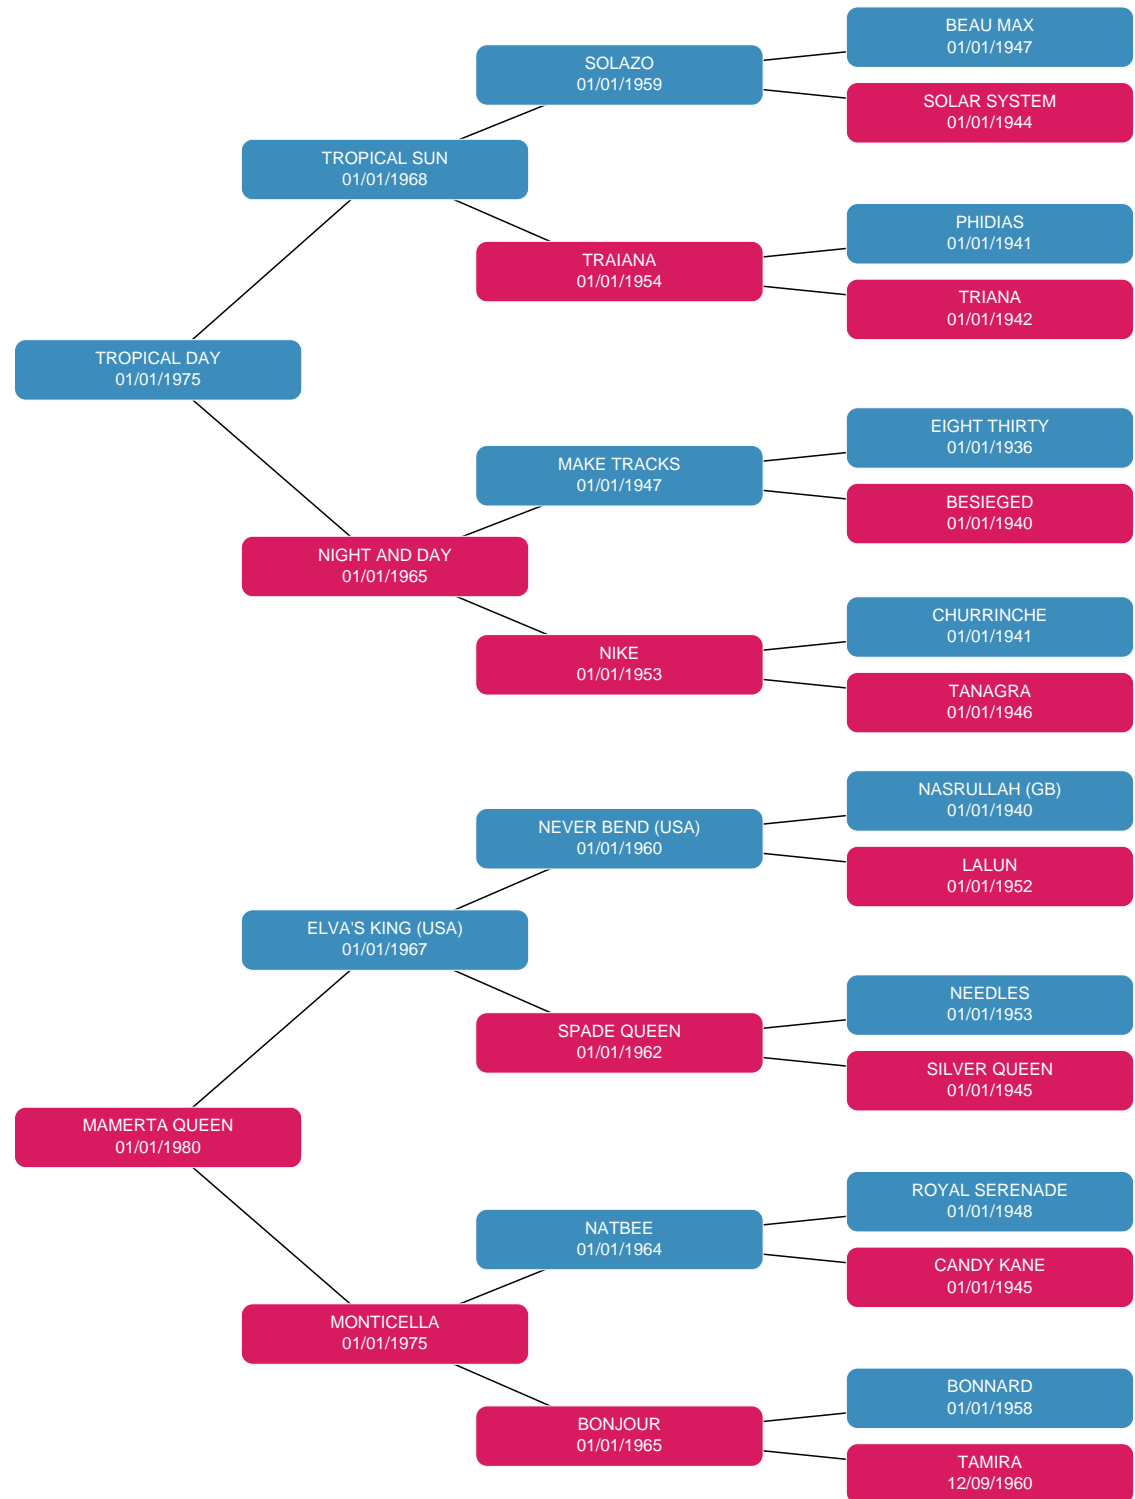 BEAU MAX
01/01/1947
SOLAZO
01/01/1959
SOLAR SYSTEM
01/01/1944
TROPICAL SUN
01/01/1968
PHIDIAS
01/01/1941
TRAIANA
01/01/1954
TRIANA
01/01/1942
TROPICAL DAY
01/01/1975
EIGHT THIRTY
01/01/1936
MAKE TRACKS
01/01/1947
BESIEGED
01/01/1940
NIGHT AND DAY
01/01/1965
CHURRINCHE
01/01/1941
NIKE
01/01/1953
TANAGRA
01/01/1946
NASRULLAH (GB)
01/01/1940
NEVER BEND (USA)
01/01/1960
LALUN
01/01/1952
ELVA'S KING (USA)
01/01/1967
NEEDLES
01/01/1953
SPADE QUEEN
01/01/1962
SILVER QUEEN
01/01/1945
MAMERTA QUEEN
01/01/1980
ROYAL SERENADE
01/01/1948
NATBEE
01/01/1964
CANDY KANE
01/01/1945
MONTICELLA
01/01/1975
BONNARD
01/01/1958
BONJOUR
01/01/1965
TAMIRA
12/09/1960